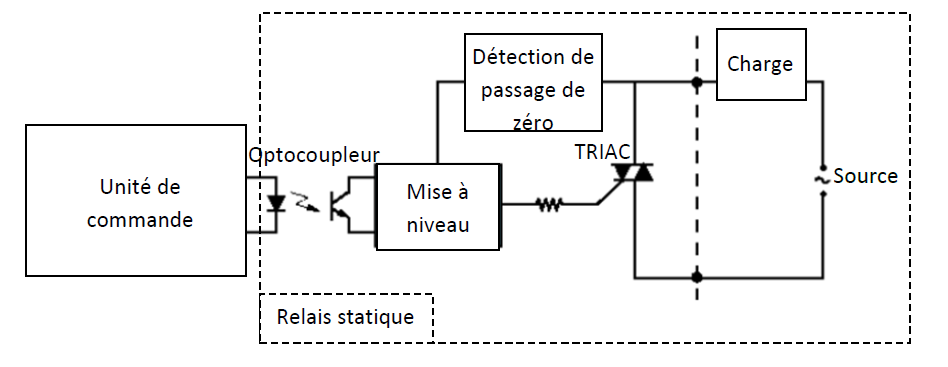 Détection de
passage de
zéro
Charge
Optocoupleur
TRIAC
Unité de
commande
Mise à
niveau
Source
Relais statique